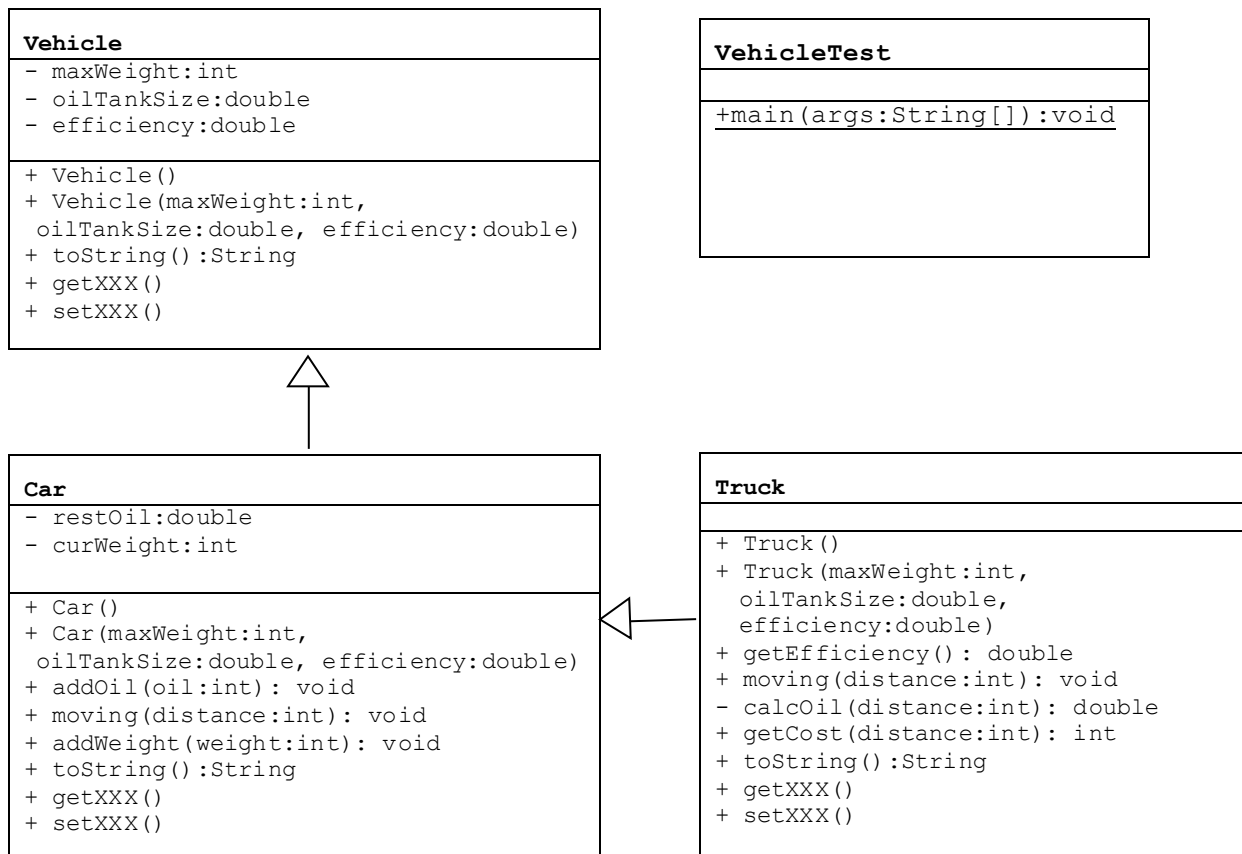 Vehicle
- maxWeight:int
- oilTankSize:double
- efficiency:double
+ Vehicle()
+ Vehicle(maxWeight:int,
oilTankSize:double, efficiency:double)
+ toString():String
+ getXXX()
+ setXXX()
VehicleTest
+main(args:String[]):void
Car
- restOil:double
- curWeight:int
+ Car()
+ Car(maxWeight:int,
oilTankSize:double, efficiency:double)
+ addOil(oil:int): void
+ moving(distance:int): void
+ addWeight(weight:int): void
+ toString():String
+ getXXX()
+ setXXX()
Truck
+ Truck()
+ Truck(maxWeight:int,
oilTankSize:double,
efficiency:double)
+ getEfficiency(): double
+ moving(distance:int): void
- calcOil(distance:int): double
+ getCost(distance:int): int
+ toString():String
+ getXXX()
+ setXXX()